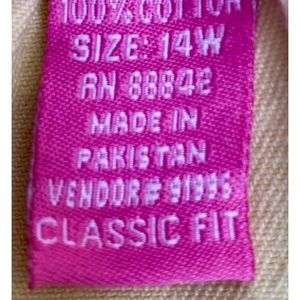 100% COTTON
SIZE: 14W
RN 88842
MADE IN
PAKISTAN
VENDOR# 91995
CLASSIC FIT